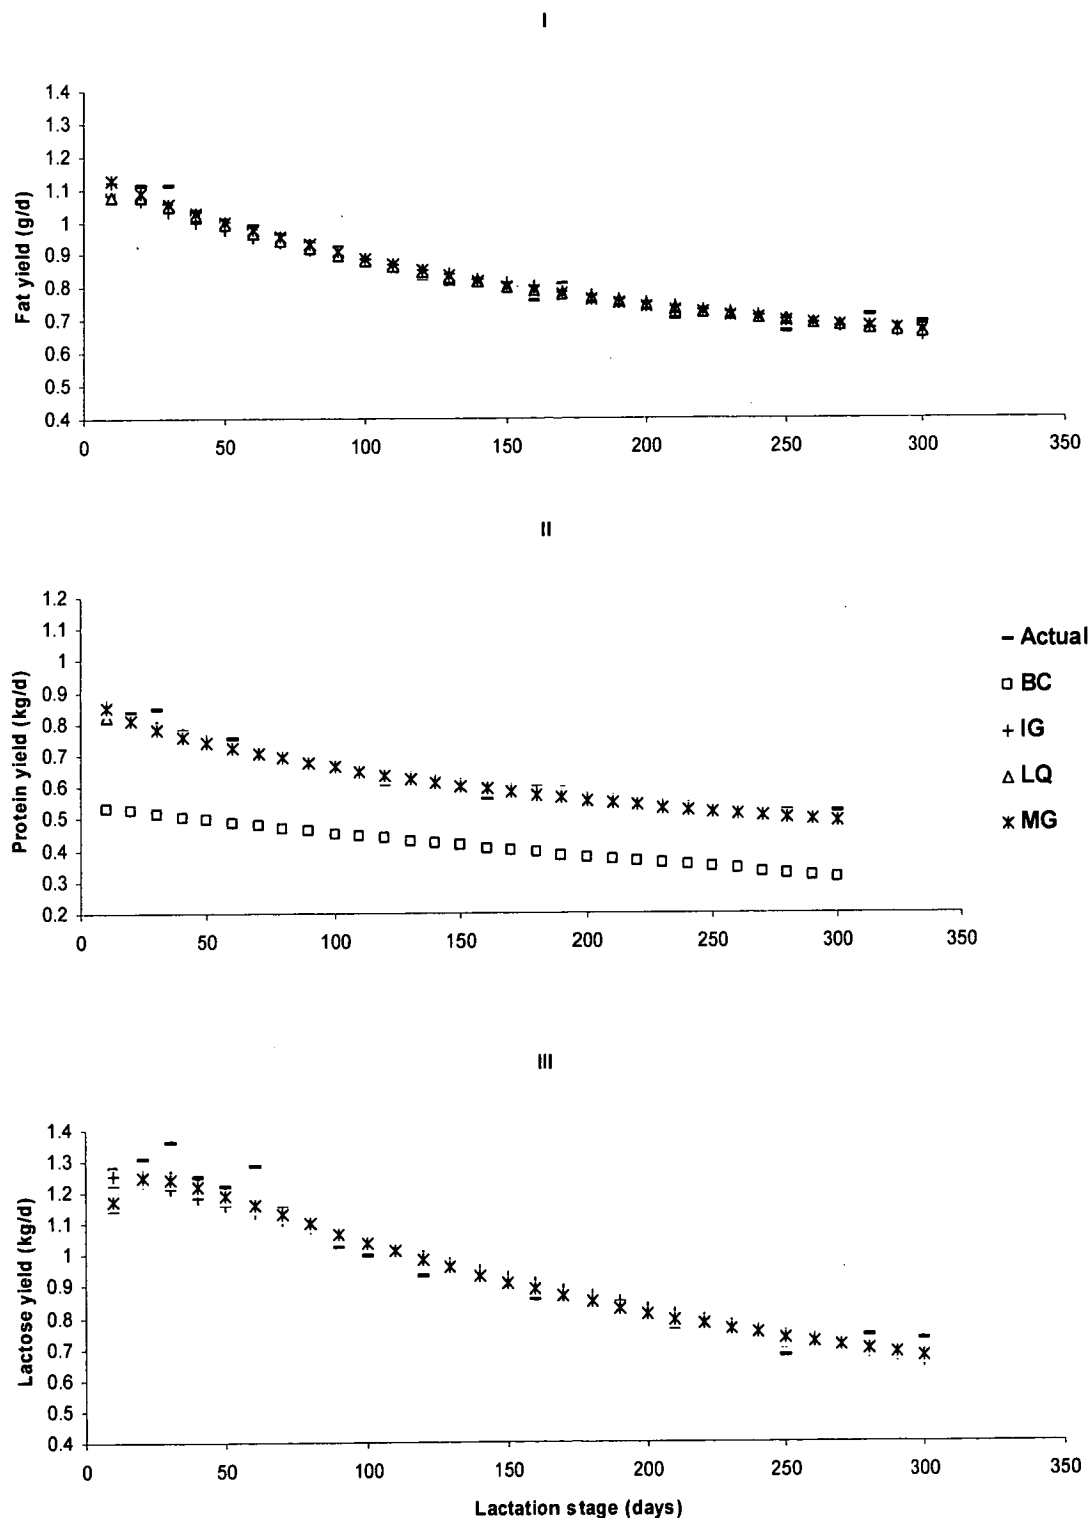 I
1.4
1.3
1.2
1.1
1
0.9
0.8
0.7
0.6
0.5
0.4
Fat yield (g/d)
0 50 100 150 200 250 300 350
II
1.2
1.1
1
0.9
0.8
0.7
0.6
0.5
0.4
0.3
0.2
Protein yield (kg/d)
0 50 100 150 200 250 300 350
Actual
BC
IG
LQ
MG
III
1.4
1.3
1.2
1.1
1
0.9
0.8
0.7
0.6
0.5
0.4
Lactose yield (kg/d)
0 50 100 150 200 250 300 350
Lactation stage (days)